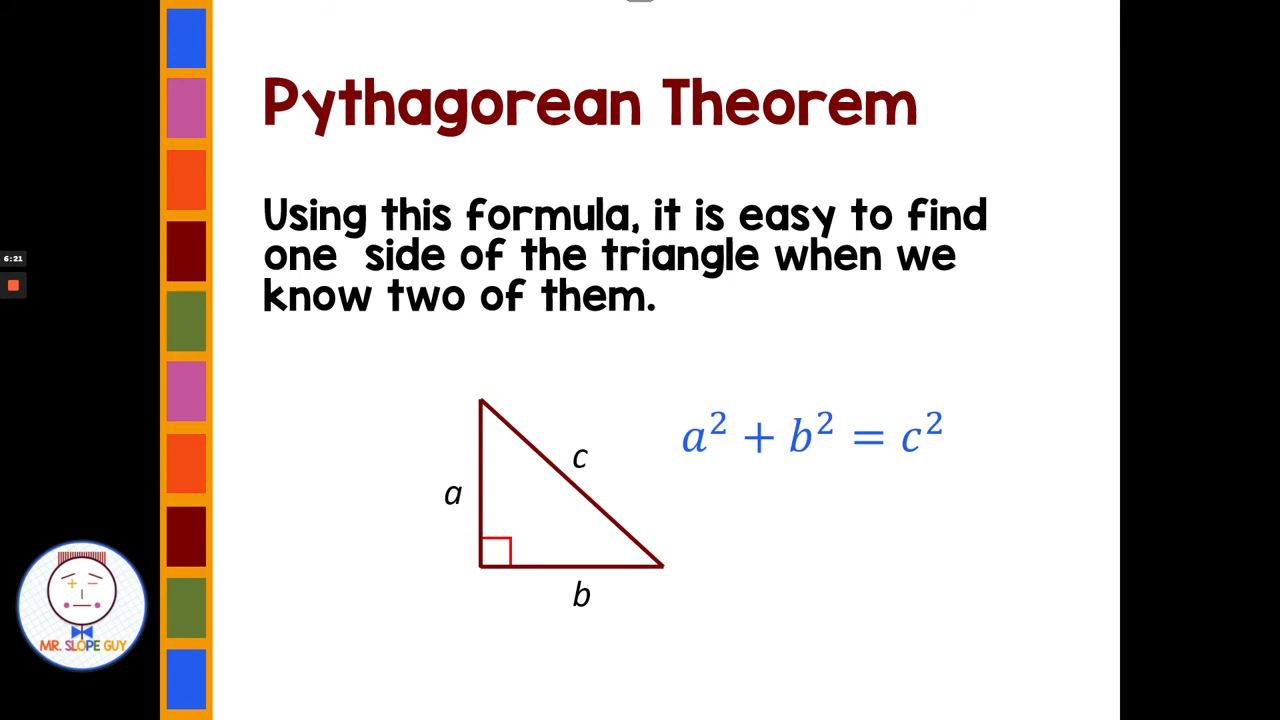 Pythagorean Theorem
Using this formula, it is easy to find
one side of the triangle when we
know two of them.
6:21
c
a² + b² = c²
a
b
MR. SLOPE GUY